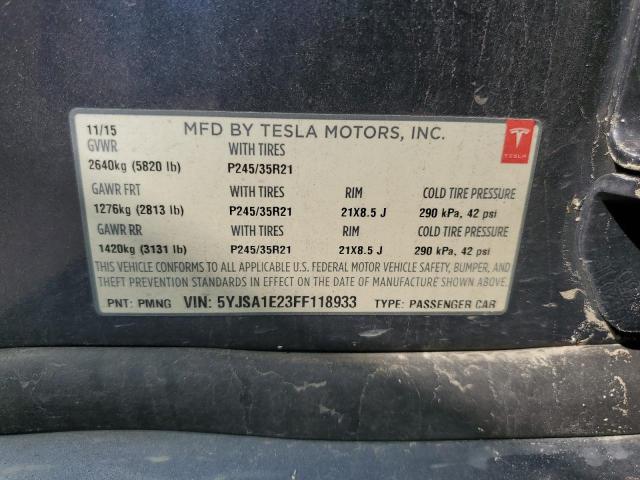 11/15 MFD BY TESLA MOTORS, INC.
GVWR WITH TIRES
2640kg (5820 lb) P245/35R21
TESLA
GAWR FRT WITH TIRES RIM COLD TIRE PRESSURE
1276kg (2813 lb) P245/35R21 21X8.5 J 290 kPa, 42 psi
GAWR RR WITH TIRES RIM COLD TIRE PRESSURE
1420kg (3131 lb) P245/35R21 21X8.5 J 290 kPa, 42 psi
THIS VEHICLE CONFORMS TO ALL APPLICABLE U.S. FEDERAL MOTOR VEHICLE SAFETY, BUMPER, AND
THEFT PREVENTION STANDARDS IN EFFECT ON THE DATE OF MANUFACTURE SHOWN ABOVE.
PNT: PMNG VIN: 5YJSA1E23FF118933 TYPE: PASSENGER CAR